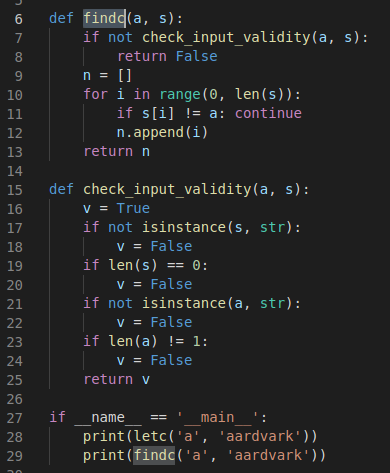 6 def findc(a, s):
7     if not check_input_validity(a, s):
8         return False
9     n = []
10     for i in range(0, len(s)):
11         if s[i] != a: continue
12         n.append(i)
13     return n
14
15 def check_input_validity(a, s):
16     v = True
17     if not isinstance(s, str):
18         v = False
19     if len(s) == 0:
20         v = False
21     if not isinstance(a, str):
22         v = False
23     if len(a) != 1:
24         v = False
25     return v
26
27 if __name__ == '__main__':
28     print(letc('a', 'aardvark'))
29     print(findc('a', 'aardvark'))